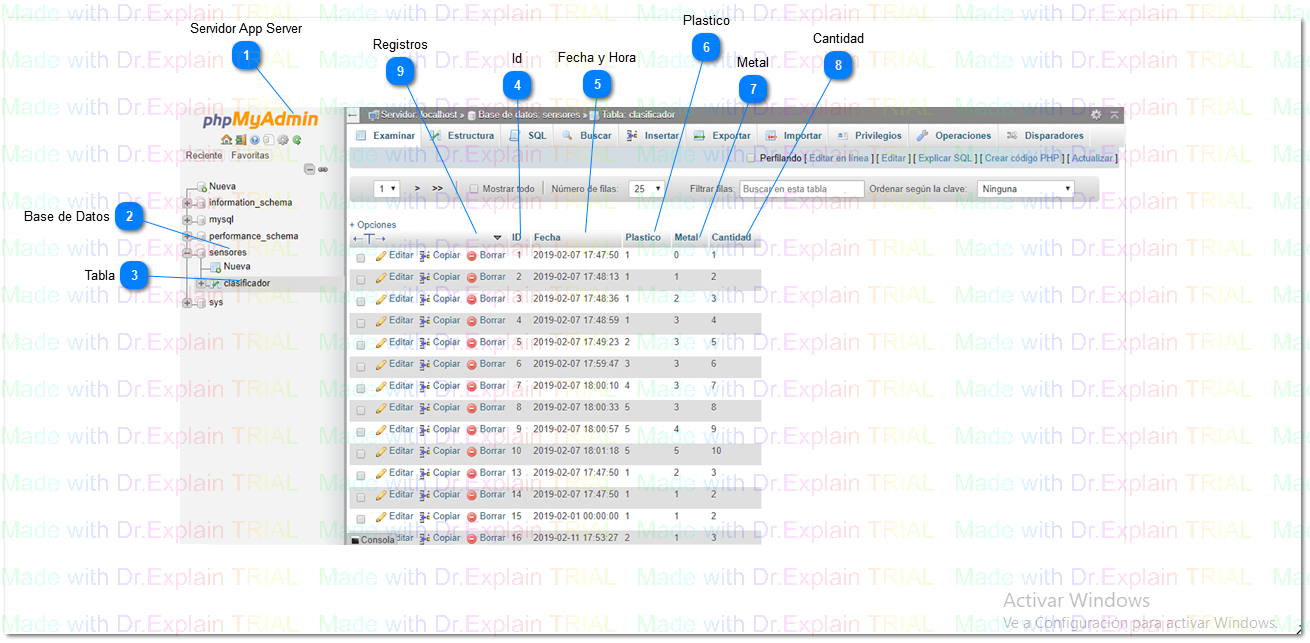 Made with Dr.Explain TRIAL
Plastico
6
Servidor App Server
1
Registros
9
Id
4
Fecha y Hora
5
Metal
7
Cantidad
8
Base de Datos 2
Tabla 3
phpMyAdmin
Reciente Favoritas
Nueva
information_schema
mysql
performance_schema
sensores
Nueva
clasificador
sys
Servidor: localhost » Base de datos: sensores » Tabla: clasificador
Examinar Estructura SQL Buscar Insertar Exportar Importar Privilegios Operaciones Disparadores
Perfilando [ Editar en línea ] [ Editar ] [ Explicar SQL ] [ Crear código PHP ] [ Actualizar ]
1 > >> Mostrar todo Número de filas: 25 Filtrar filas: Buscar en esta tabla Ordenar según la clave: Ninguna
+ Opciones
←T→ ID Fecha Plastico Metal Cantidad
Editar Copiar Borrar 1 2019-02-07 17:47:50 1 0 1
Editar Copiar Borrar 2 2019-02-07 17:48:13 1 1 2
Editar Copiar Borrar 3 2019-02-07 17:48:36 1 2 3
Editar Copiar Borrar 4 2019-02-07 17:48:59 1 3 4
Editar Copiar Borrar 5 2019-02-07 17:49:23 2 3 5
Editar Copiar Borrar 6 2019-02-07 17:59:47 3 3 6
Editar Copiar Borrar 7 2019-02-07 18:00:10 4 3 7
Editar Copiar Borrar 8 2019-02-07 18:00:33 5 3 8
Editar Copiar Borrar 9 2019-02-07 18:00:57 5 4 9
Editar Copiar Borrar 10 2019-02-07 18:01:18 5 5 10
Editar Copiar Borrar 13 2019-02-07 17:47:50 1 2 3
Editar Copiar Borrar 14 2019-02-07 17:47:50 1 1 2
Editar Copiar Borrar 15 2019-02-01 00:00:00 1 1 2
Consola ditar Copiar Borrar 16 2019-02-11 17:53:27 2 1 3
Activar Windows
Ve a Configuración para activar Windows.